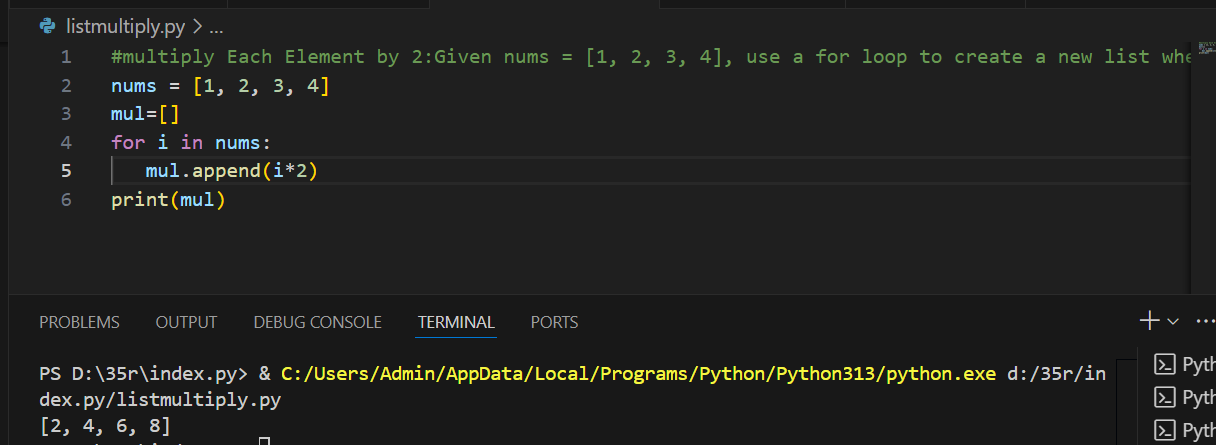 listmultiply.py > ...
1 #multiply Each Element by 2:Given nums = [1, 2, 3, 4], use a for loop to create a new list whe
2 nums = [1, 2, 3, 4]
3 mul=[]
4 for i in nums:
5    mul.append(i*2)
6 print(mul)
PROBLEMS OUTPUT DEBUG CONSOLE TERMINAL PORTS
PS D:\35r\index.py> & C:/Users/Admin/AppData/Local/Programs/Python/Python313/python.exe d:/35r/in
dex.py/listmultiply.py
[2, 4, 6, 8]
Pyth
Pyth
Pyth